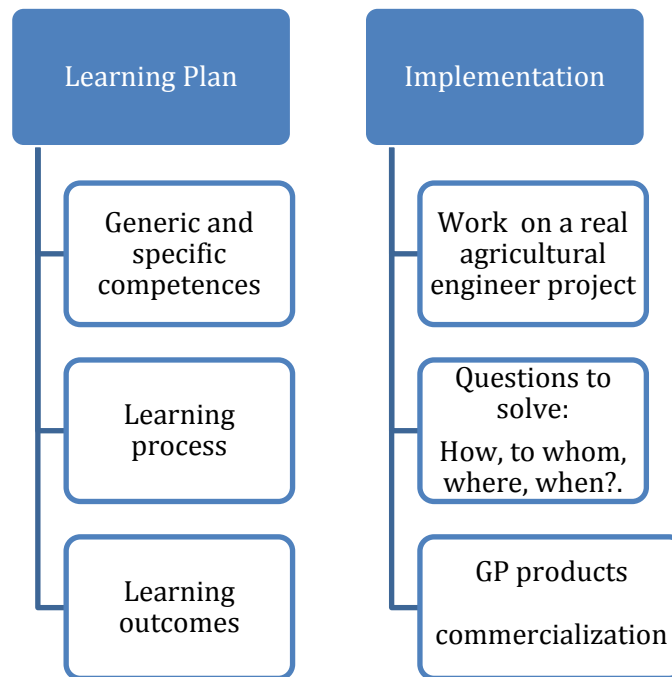 Learning Plan
Generic and
specific
competences
Learning
process
Learning
outcomes
Implementation
Work on a real
agricultural
engineer project
Questions to
solve:
How, to whom,
where, when?.
GP products
commercialization